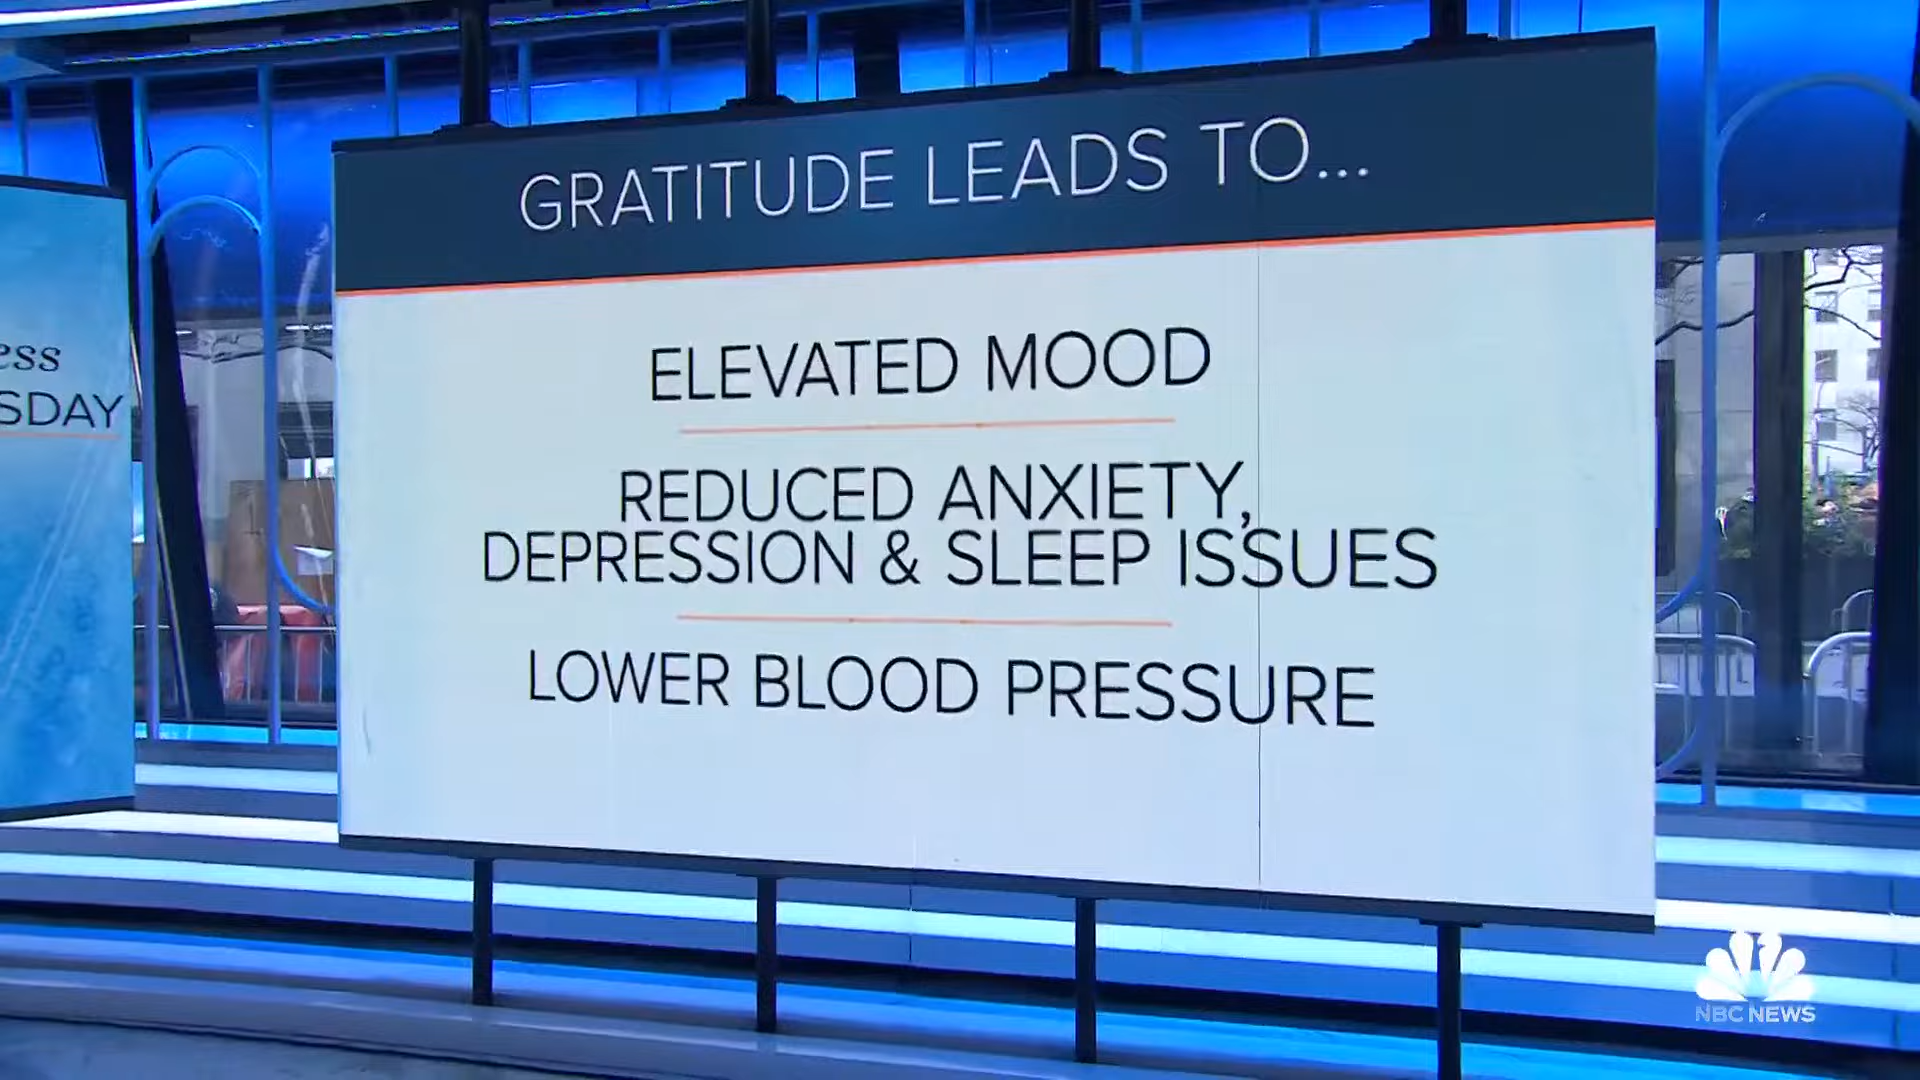 GRATITUDE LEADS TO...
ELEVATED MOOD
REDUCED ANXIETY,
DEPRESSION & SLEEP ISSUES
LOWER BLOOD PRESSURE
ess
SDAY
NBC NEWS